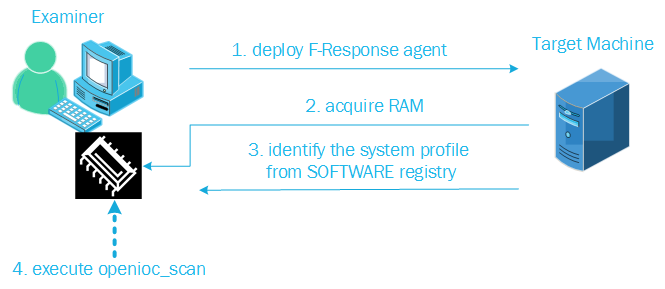 Examiner
1. deploy F-Response agent
Target Machine
2. acquire RAM
3. identify the system profile
from SOFTWARE registry
4. execute openioc_scan